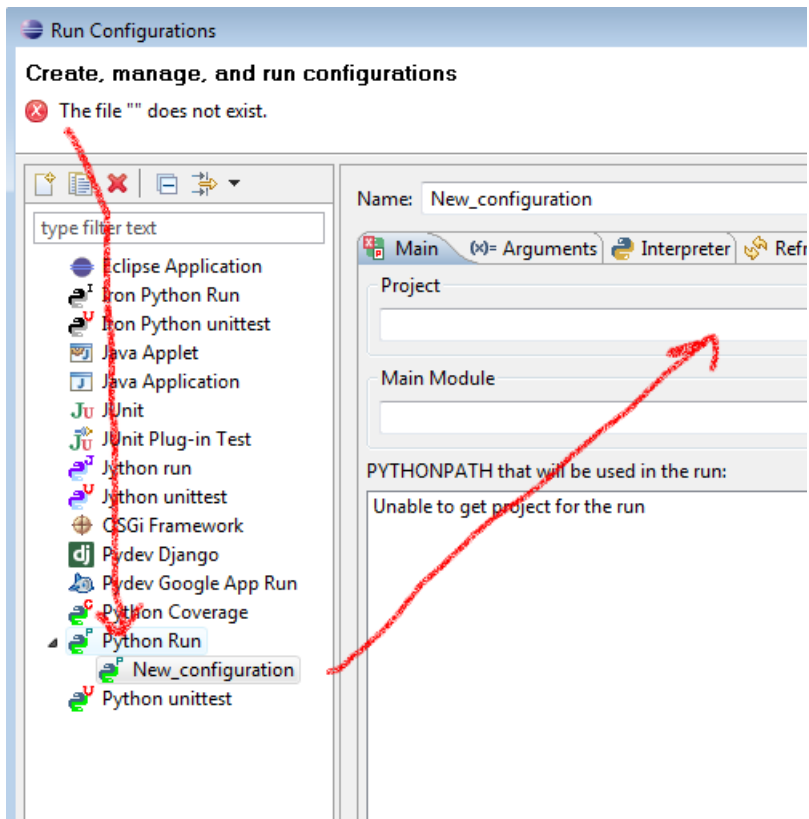 Run Configurations
Create, manage, and run configurations
The file "" does not exist.
type filter text
Eclipse Application
Iron Python Run
Iron Python unittest
Java Applet
Java Application
JUnit
JUnit Plug-in Test
Jython run
Jython unittest
OSGi Framework
Pydev Django
Pydev Google App Run
Python Coverage
Python Run
New_configuration
Python unittest
Name: New_configuration
Main (x)= Arguments Interpreter Refr
Project
Main Module
PYTHONPATH that will be used in the run:
Unable to get project for the run